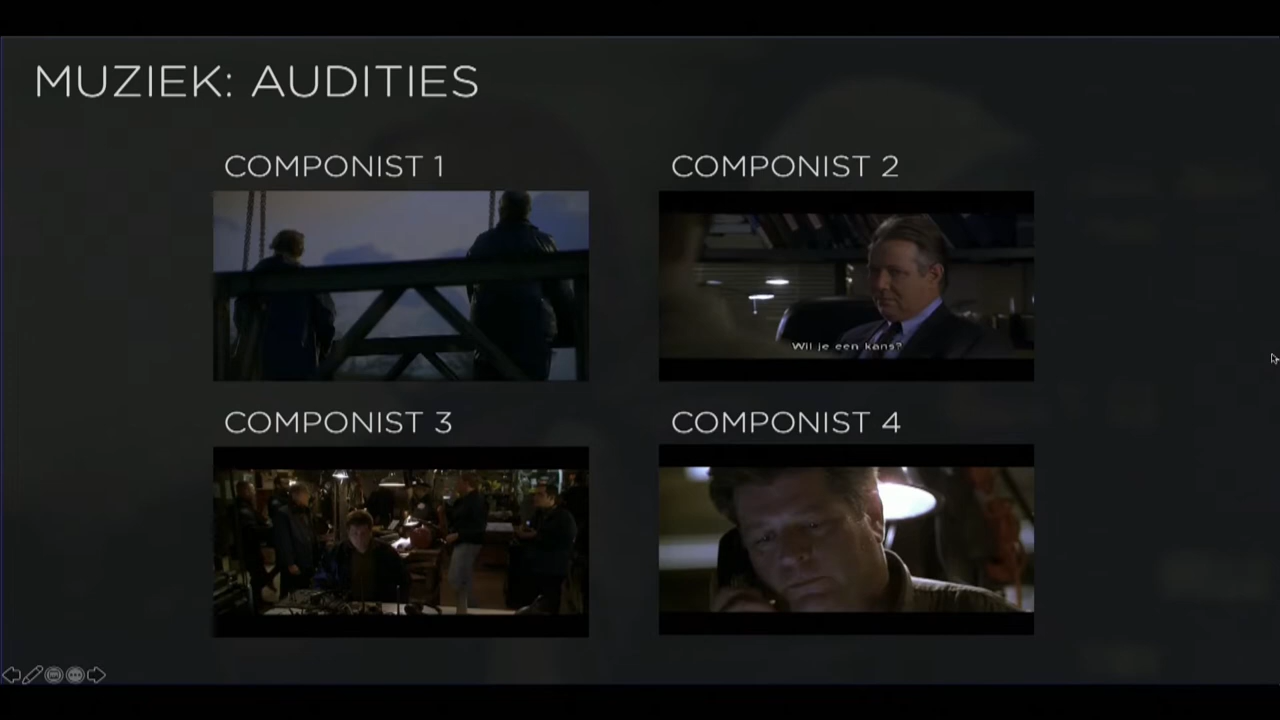 MUZIEK: AUDITIES
COMPONIST 1
COMPONIST 2
Wil je een kans?
COMPONIST 3
COMPONIST 4